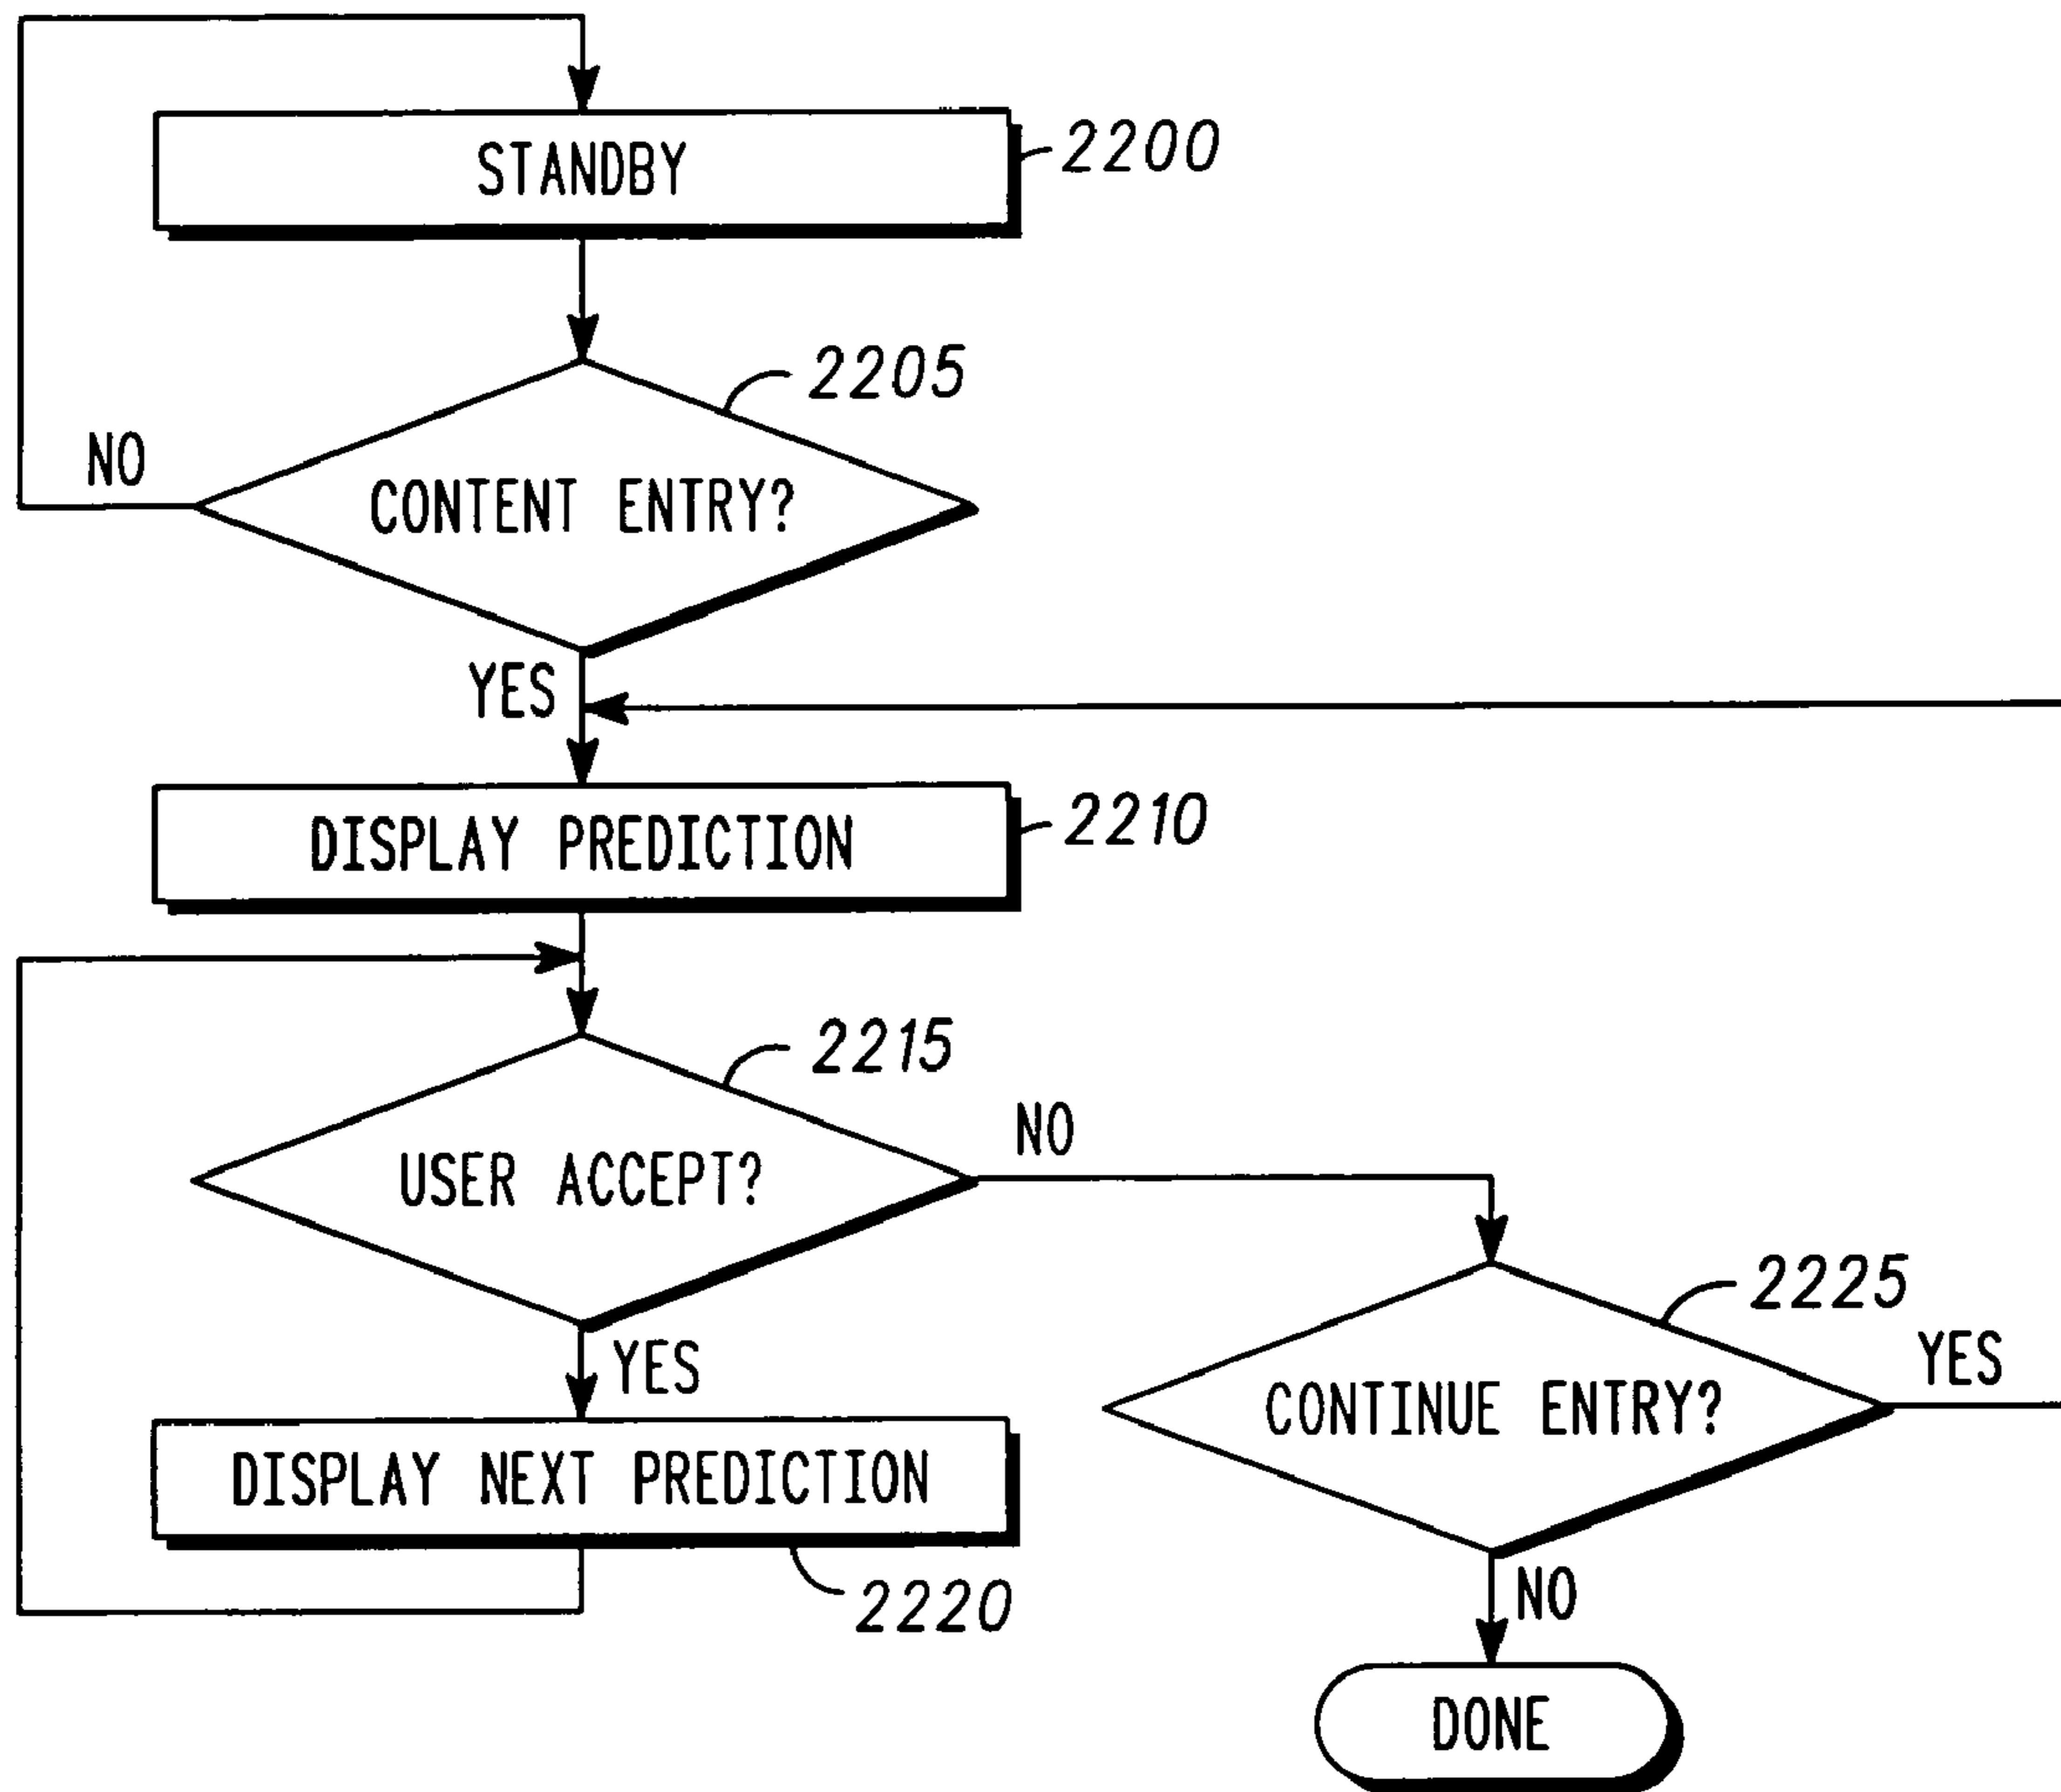 STANDBY
2200
2205
NO
CONTENT ENTRY?
YES
DISPLAY PREDICTION
2210
2215
NO
USER ACCEPT?
2225
YES
YES
CONTINUE ENTRY?
DISPLAY NEXT PREDICTION
2220
NO
DONE